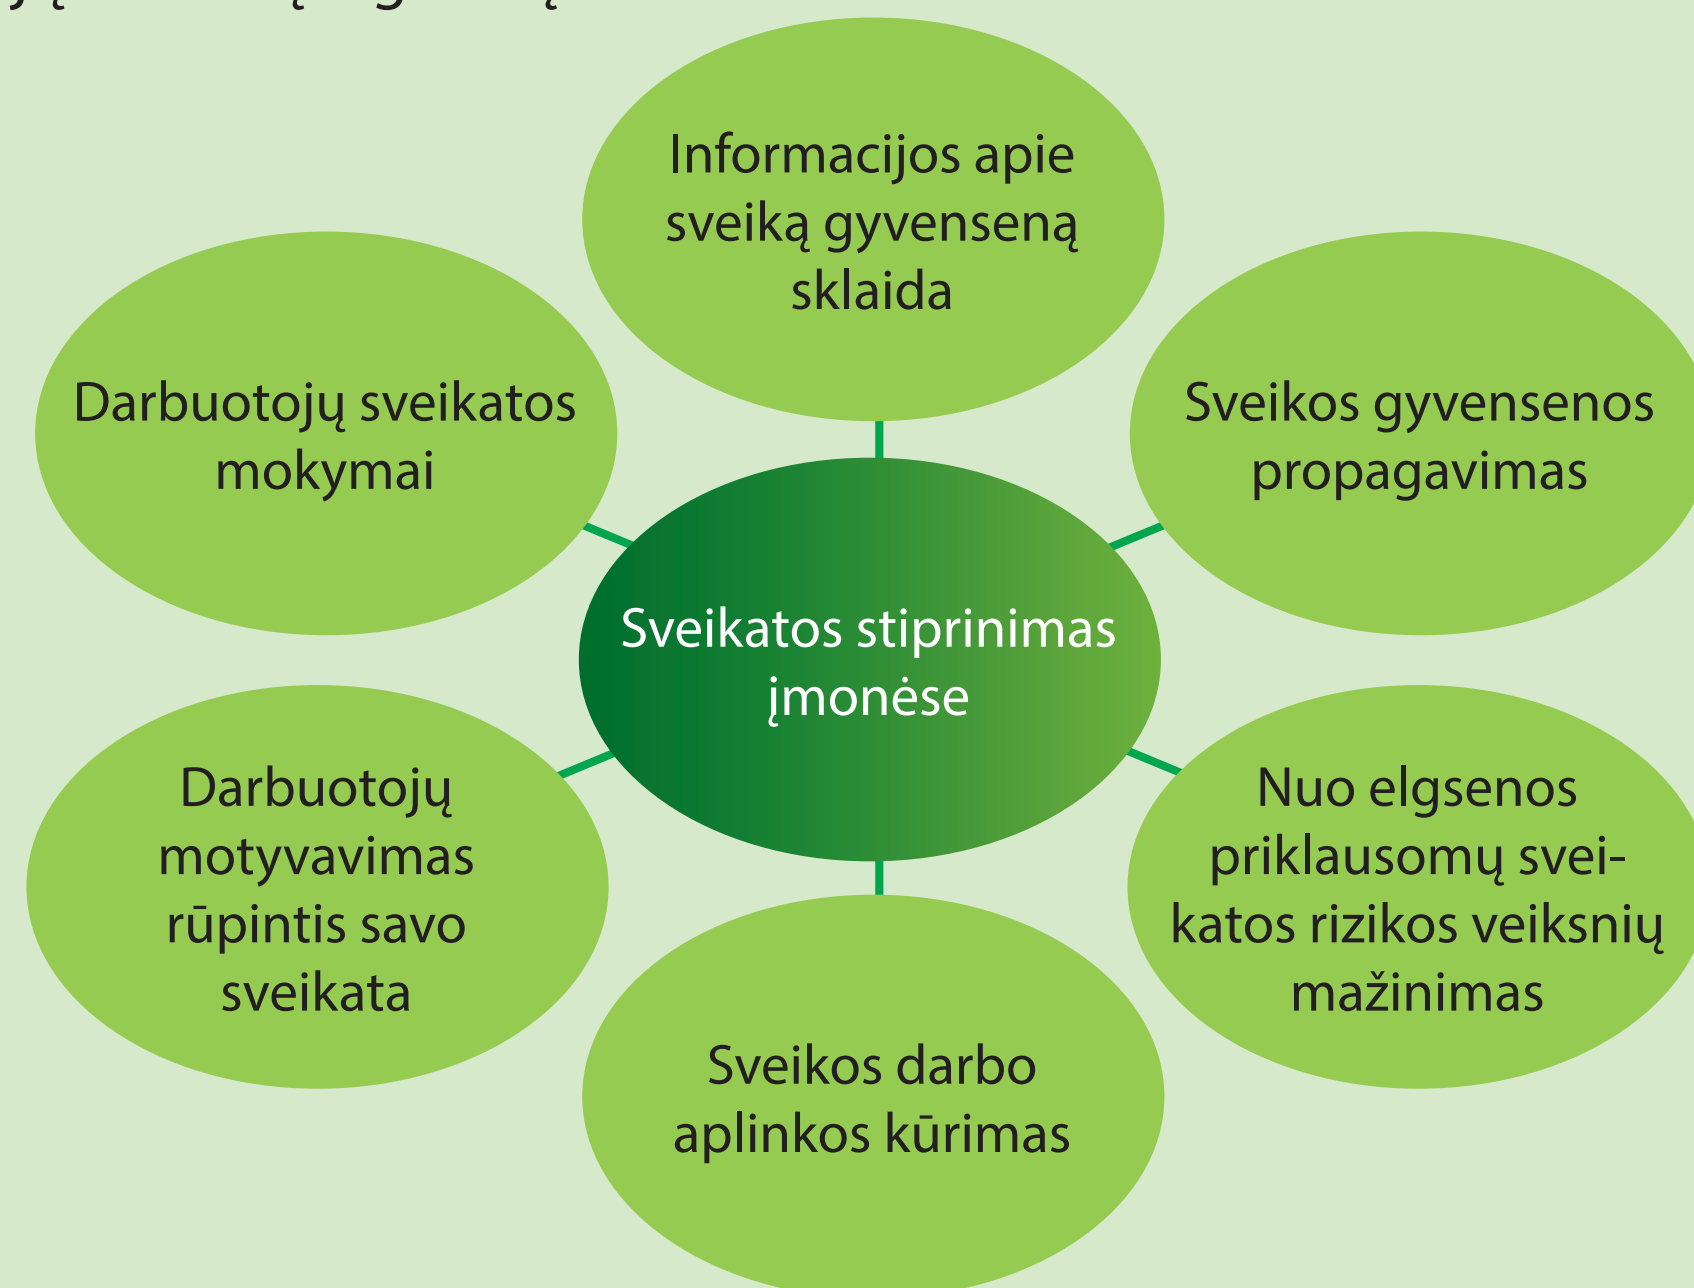 Informacijos apie
sveiką gyvenseną
sklaida
Darbuotojų sveikatos
mokymai
Sveikos gyvensenos
propagavimas
Sveikatos stiprinimas
įmonėse
Darbuotojų
motyvavimas
rūpintis savo
sveikata
Nuo elgsenos
priklausomų svei-
katos rizikos veiksnių
mažinimas
Sveikos darbo
aplinkos kūrimas